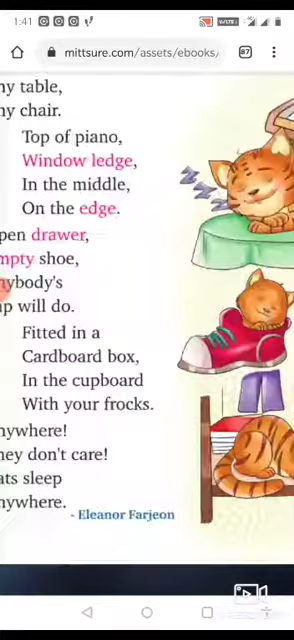 1:41
VoLTE
mittsure.com/assets/ebooks/
87
ny table,
ny chair.
Top of piano,
Window ledge,
In the middle,
On the edge.
pen drawer,
mpty shoe,
nybody's
ap will do.
Fitted in a
Cardboard box,
In the cupboard
With your frocks.
nywhere!
hey don't care!
ats sleep
nywhere.
- Eleanor Farjeon
zzz